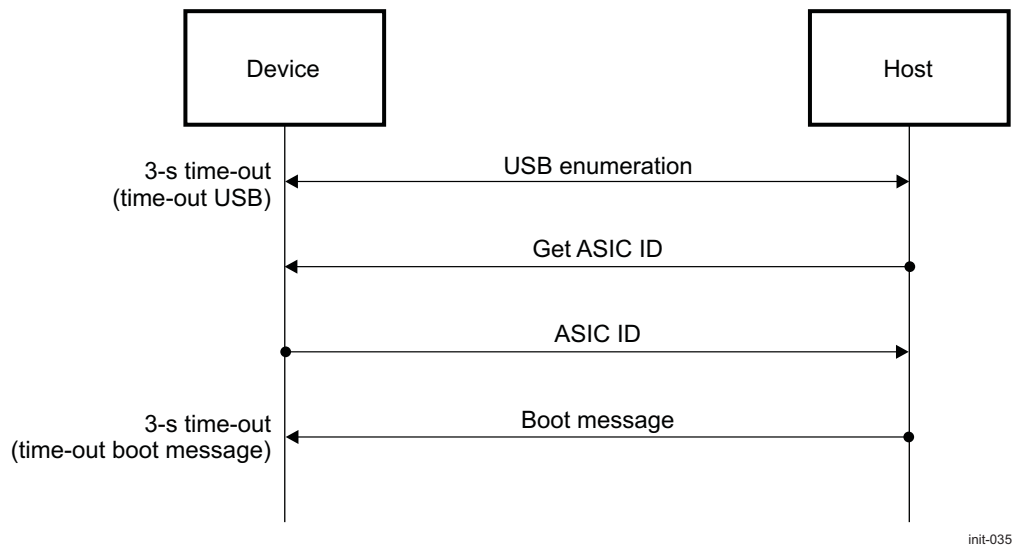 Device
Host
3-s time-out
(time-out USB)
USB enumeration
Get ASIC ID
ASIC ID
3-s time-out
(time-out boot message)
Boot message
init-035